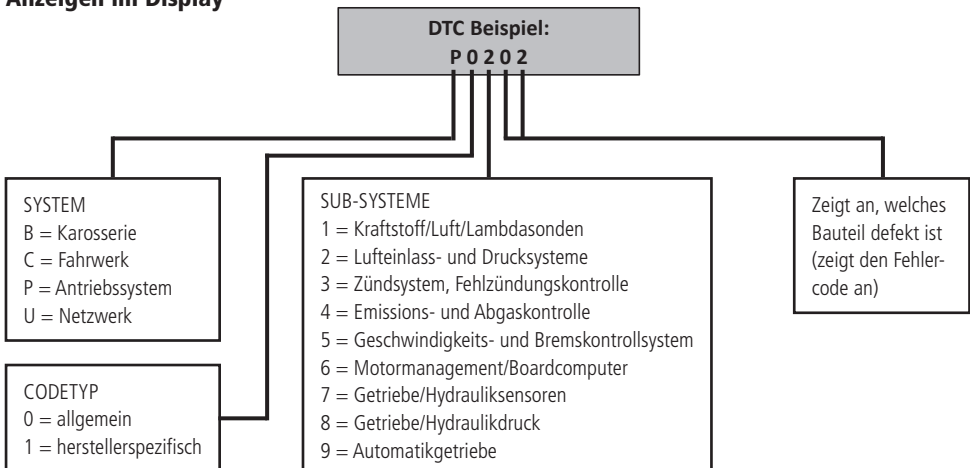 Anzeigen im Display
DTC Beispiel:
P 0 2 0 2
SYSTEM
B = Karosserie
C = Fahrwerk
P = Antriebssystem
U = Netzwerk
CODETYP
0 = allgemein
1 = herstellerspezifisch
SUB-SYSTEME
1 = Kraftstoff/Luft/Lambdasonden
2 = Lufteinlass- und Drucksysteme
3 = Zündsystem, Fehlzündungskontrolle
4 = Emissions- und Abgaskontrolle
5 = Geschwindigkeits- und Bremskontrollsystem
6 = Motormanagement/Boardcomputer
7 = Getriebe/Hydrauliksensoren
8 = Getriebe/Hydraulikdruck
9 = Automatikgetriebe
Zeigt an, welches
Bauteil defekt ist
(zeigt den Fehler-
code an)